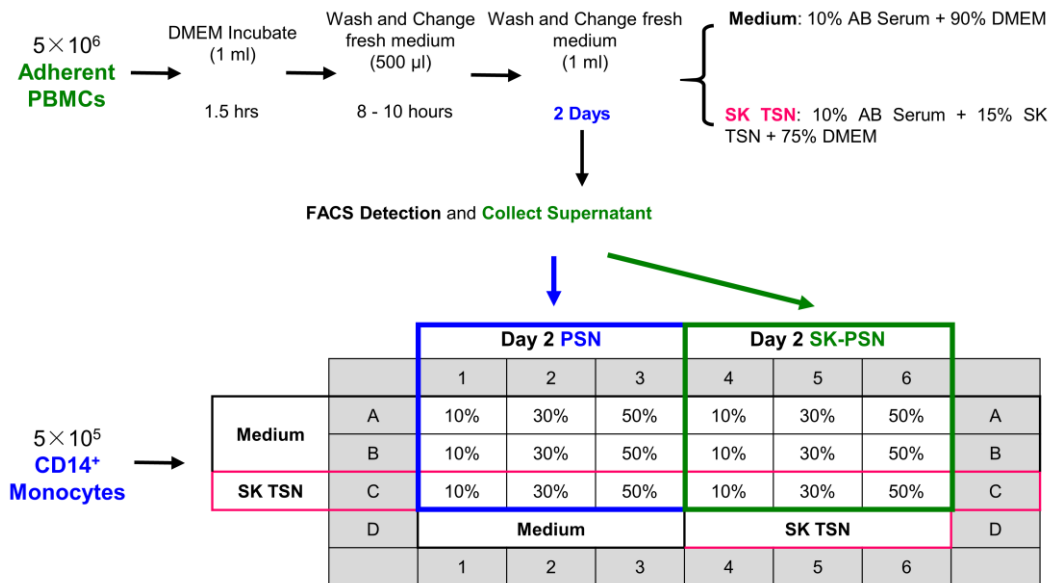 5×10⁶
Adherent
PBMCs
DMEM Incubate
(1 ml)
1.5 hrs
Wash and Change
fresh medium
(500 µl)
8 - 10 hours
Wash and Change fresh
medium
(1 ml)
2 Days
Medium: 10% AB Serum + 90% DMEM
SK TSN: 10% AB Serum + 15% SK
TSN + 75% DMEM
FACS Detection and Collect Supernatant
Day 2 PSN
Day 2 SK-PSN
1 2 3 4 5 6
5×10⁵
CD14⁺
Monocytes
Medium
A 10% 30% 50% 10% 30% 50% A
B 10% 30% 50% 10% 30% 50% B
SK TSN C 10% 30% 50% 10% 30% 50% C
D Medium SK TSN D
1 2 3 4 5 6